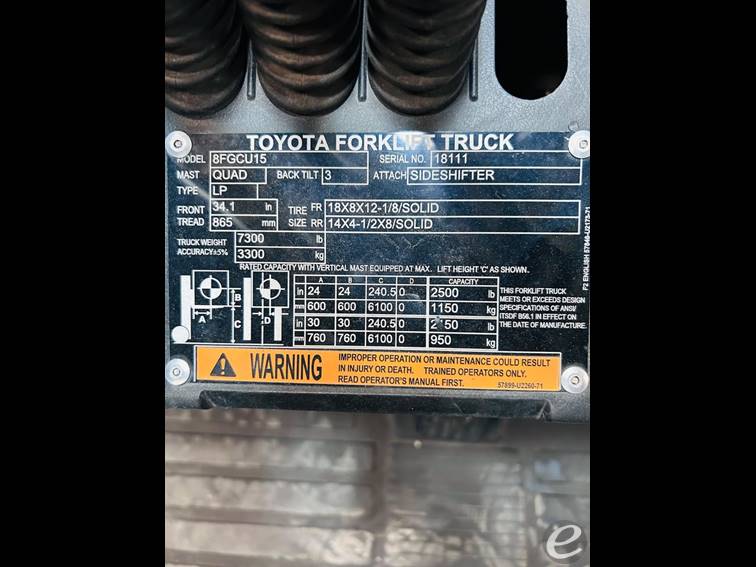 TOYOTA FORKLIFT TRUCK
MODEL 8FGCU15 SERIAL NO. 18111
MAST QUAD BACK TILT 3 ATTACH SIDESHIFTER
TYPE LP
FRONT 34.1 in TIRE FR 18X8X12-1/8/SOLID
TREAD 865 mm SIZE RR 14X4-1/2X8/SOLID
TRUCK WEIGHT 7300 lb
ACCURACY±5% 3300 kg
RATED CAPACITY WITH VERTICAL MAST EQUIPPED AT MAX. LIFT HEIGHT 'C' AS SHOWN.
A B C D CAPACITY
in 24 24 240.5 0 2500 lb
mm 600 600 6100 0 1150 kg
in 30 30 240.5 0 2150 lb
mm 760 760 6100 0 950 kg
A B C D
THIS FORKLIFT TRUCK
MEETS OR EXCEEDS DESIGN
SPECIFICATIONS OF ANSI/
ITSDF B56.1 IN EFFECT ON
THE DATE OF MANUFACTURE.
WARNING
IMPROPER OPERATION OR MAINTENANCE COULD RESULT
IN INJURY OR DEATH. TRAINED OPERATORS ONLY.
READ OPERATOR'S MANUAL FIRST.
57899-U2260-71
e